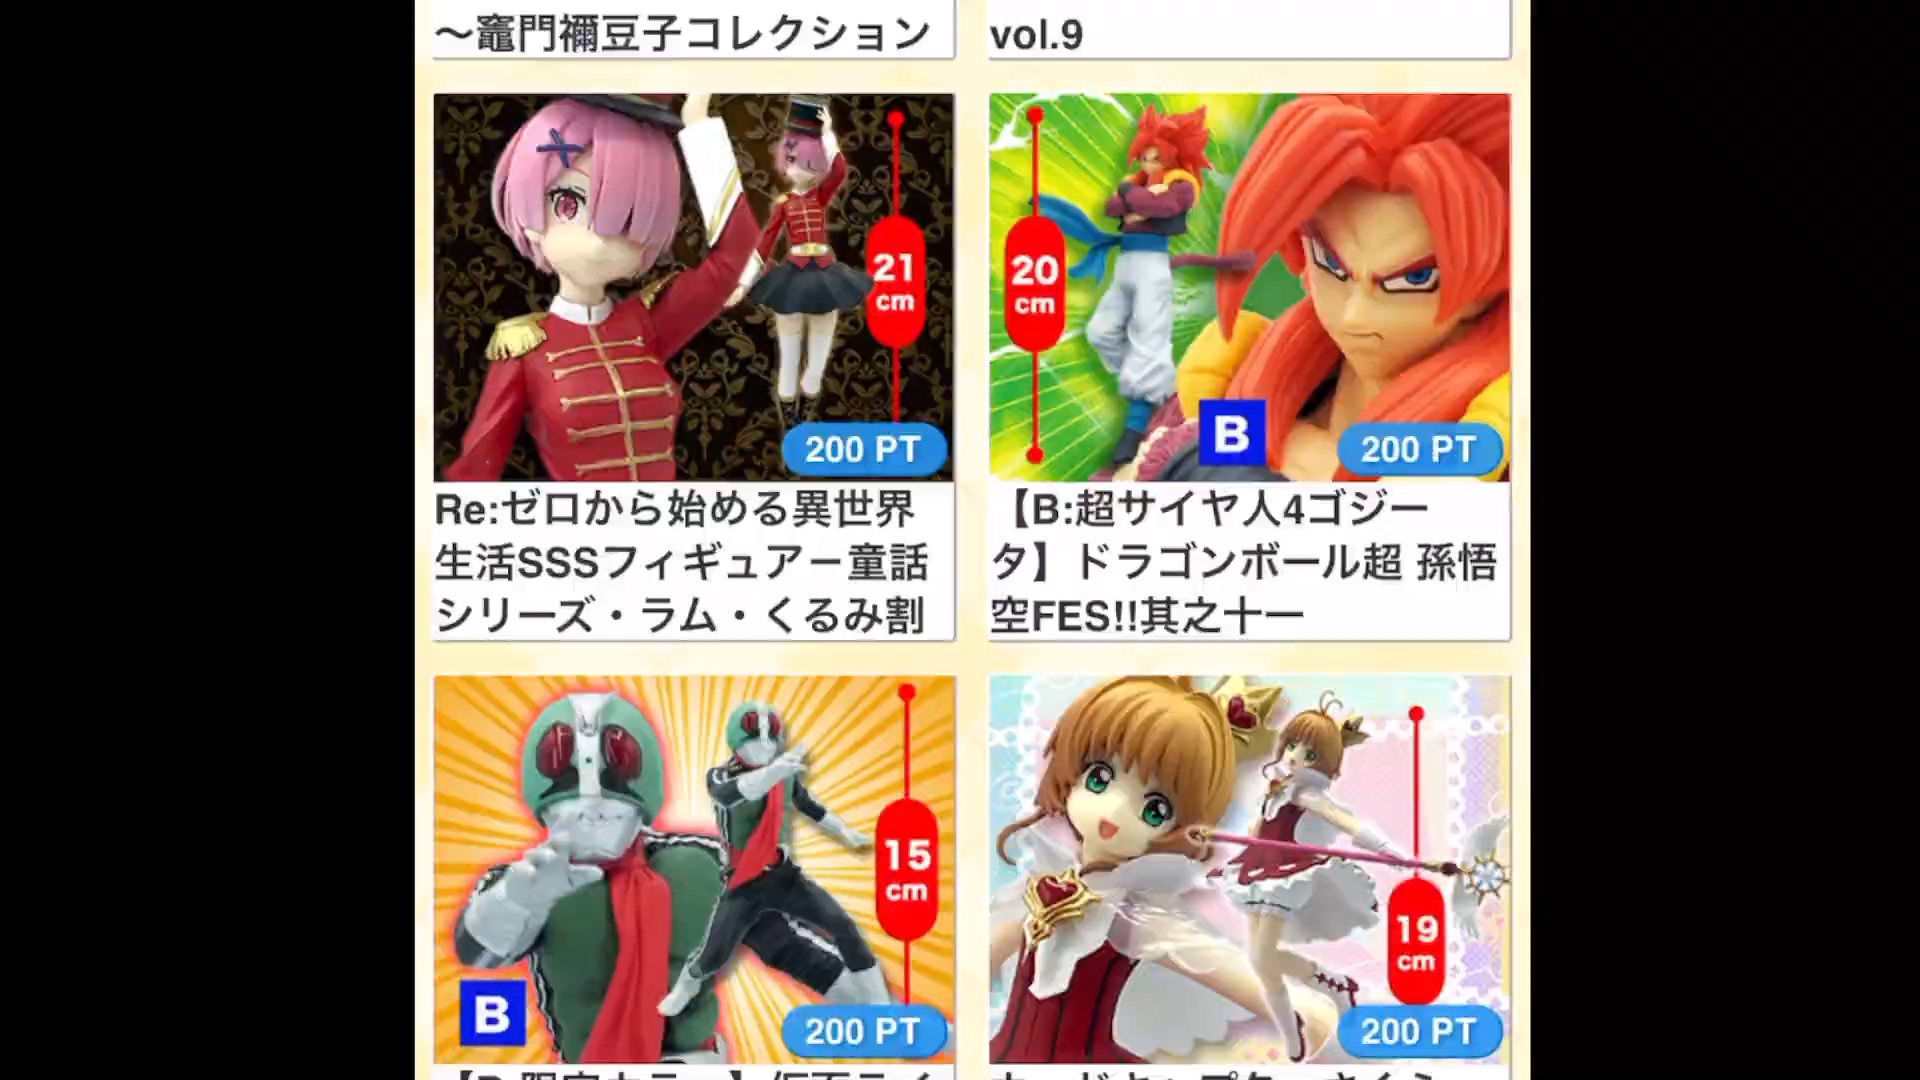 〜竈門禰豆子コレクション
vol.9
21
cm
200 PT
20
cm
B
200 PT
Re:ゼロから始める異世界
生活SSSフィギュアー童話
シリーズ・ラム・くるみ割
【B:超サイヤ人4ゴジー
タ】ドラゴンボール超 孫悟
空FES!!其之十一
15
cm
B
200 PT
19
cm
200 PT